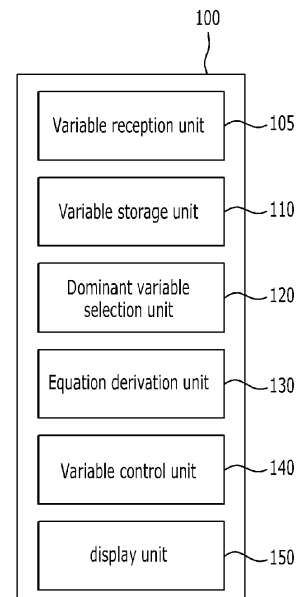 100
Variable reception unit
105
Variable storage unit
110
Dominant variable
selection unit
120
Equation derivation unit
130
Variable control unit
140
display unit
150